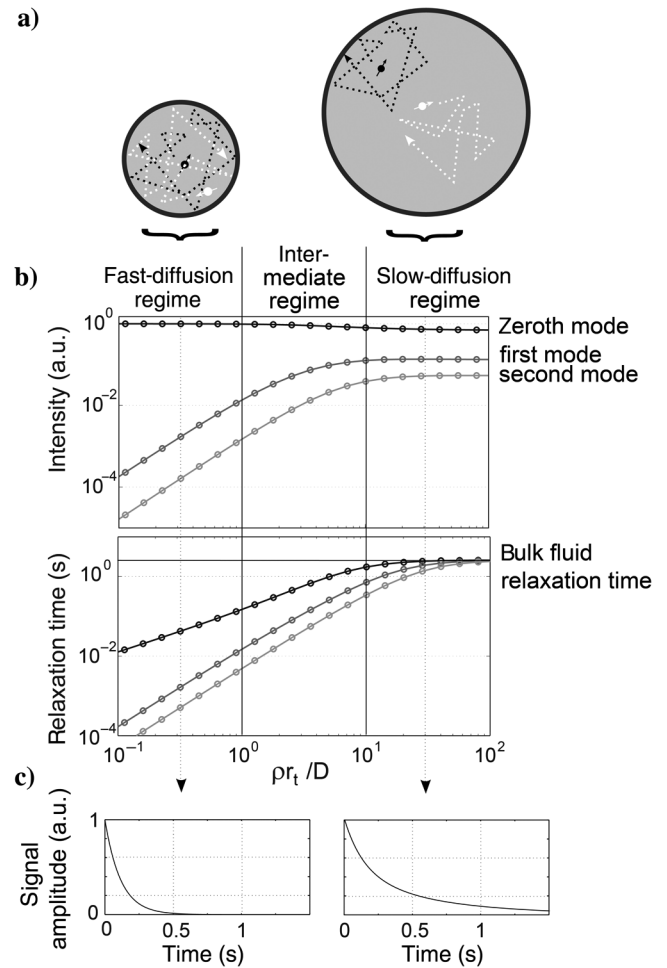 a)
b)
Fast-diffusion
regime
Inter-
mediate
regime
Slow-diffusion
regime
Intensity (a.u.)
10^0
10^−2
10^−4
Zeroth mode
first mode
second mode
Relaxation time (s)
10^0
10^−2
10^−4
Bulk fluid
relaxation time
10^−1
10^0
10^1
10^2
ρr_t /D
c)
Signal
amplitude (a.u.)
1
0
0
0.5
1
Time (s)
0
0.5
1
Time (s)